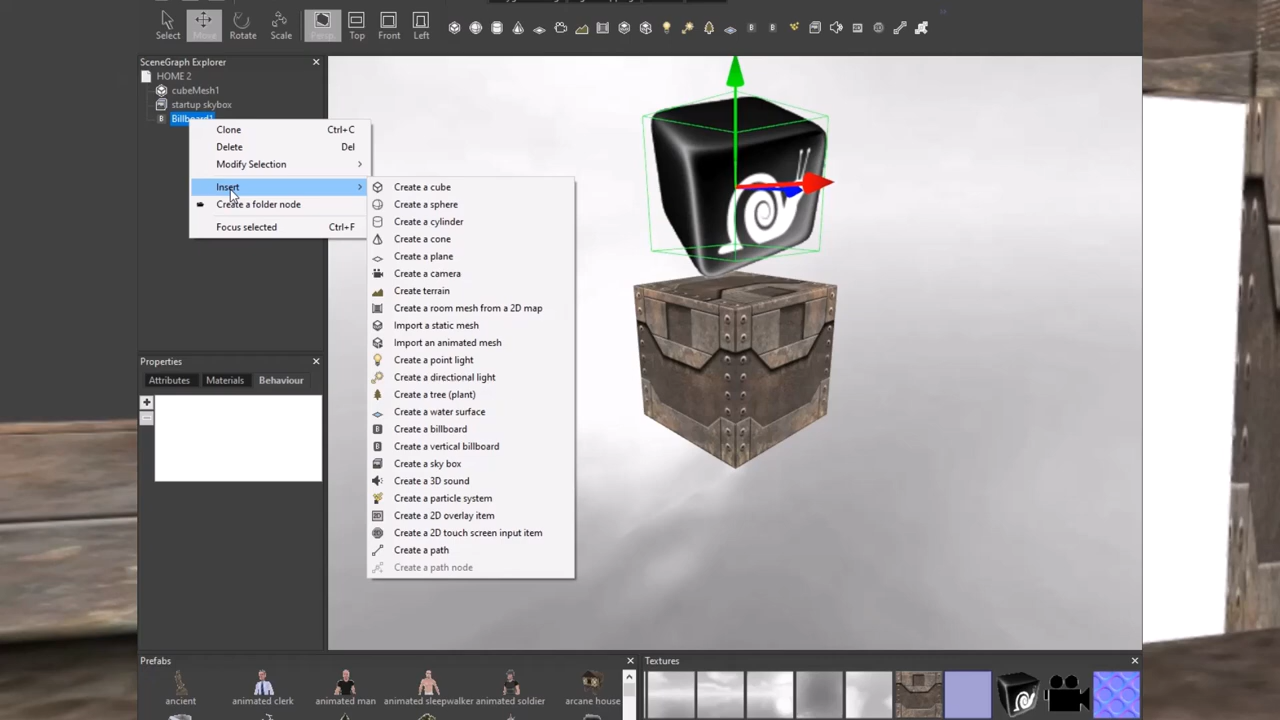 Select
Move
Rotate
Scale
Persp.
Top
Front
Left
SceneGraph Explorer
HOME 2
cubeMesh1
startup skybox
Billboard1
Clone Ctrl+C
Delete Del
Modify Selection
Insert
Create a folder node
Focus selected Ctrl+F
Create a cube
Create a sphere
Create a cylinder
Create a cone
Create a plane
Create a camera
Create terrain
Create a room mesh from a 2D map
Import a static mesh
Import an animated mesh
Create a point light
Create a directional light
Create a tree (plant)
Create a water surface
Create a billboard
Create a vertical billboard
Create a sky box
Create a 3D sound
Create a particle system
Create a 2D overlay item
Create a 2D touch screen input item
Create a path
Create a path node
Properties
Attributes
Materials
Behaviour
Prefabs
ancient
animated clerk
animated man
animated sleepwalker
animated soldier
arcane house
Textures